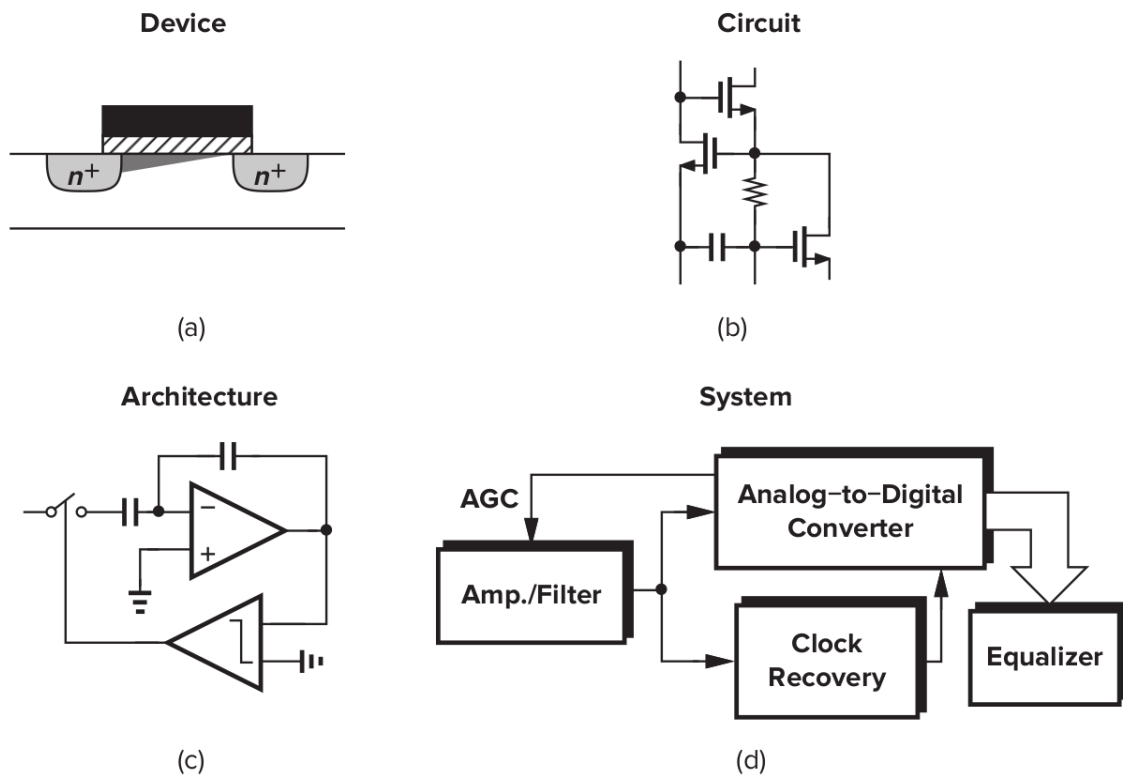 Device
Circuit
n+
n+
(a)
(b)
Architecture
System
−
+
AGC
Analog–to–Digital
Converter
Amp./Filter
Clock
Recovery
Equalizer
(c)
(d)